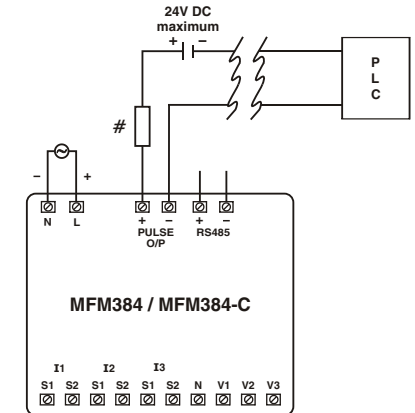 24V DC
maximum
+ –
P
L
C
#
– +
N L + – + –
PULSE
O/P
RS485
MFM384 / MFM384-C
I1 I2 I3
S1 S2 S1 S2 S1 S2 N V1 V2 V3